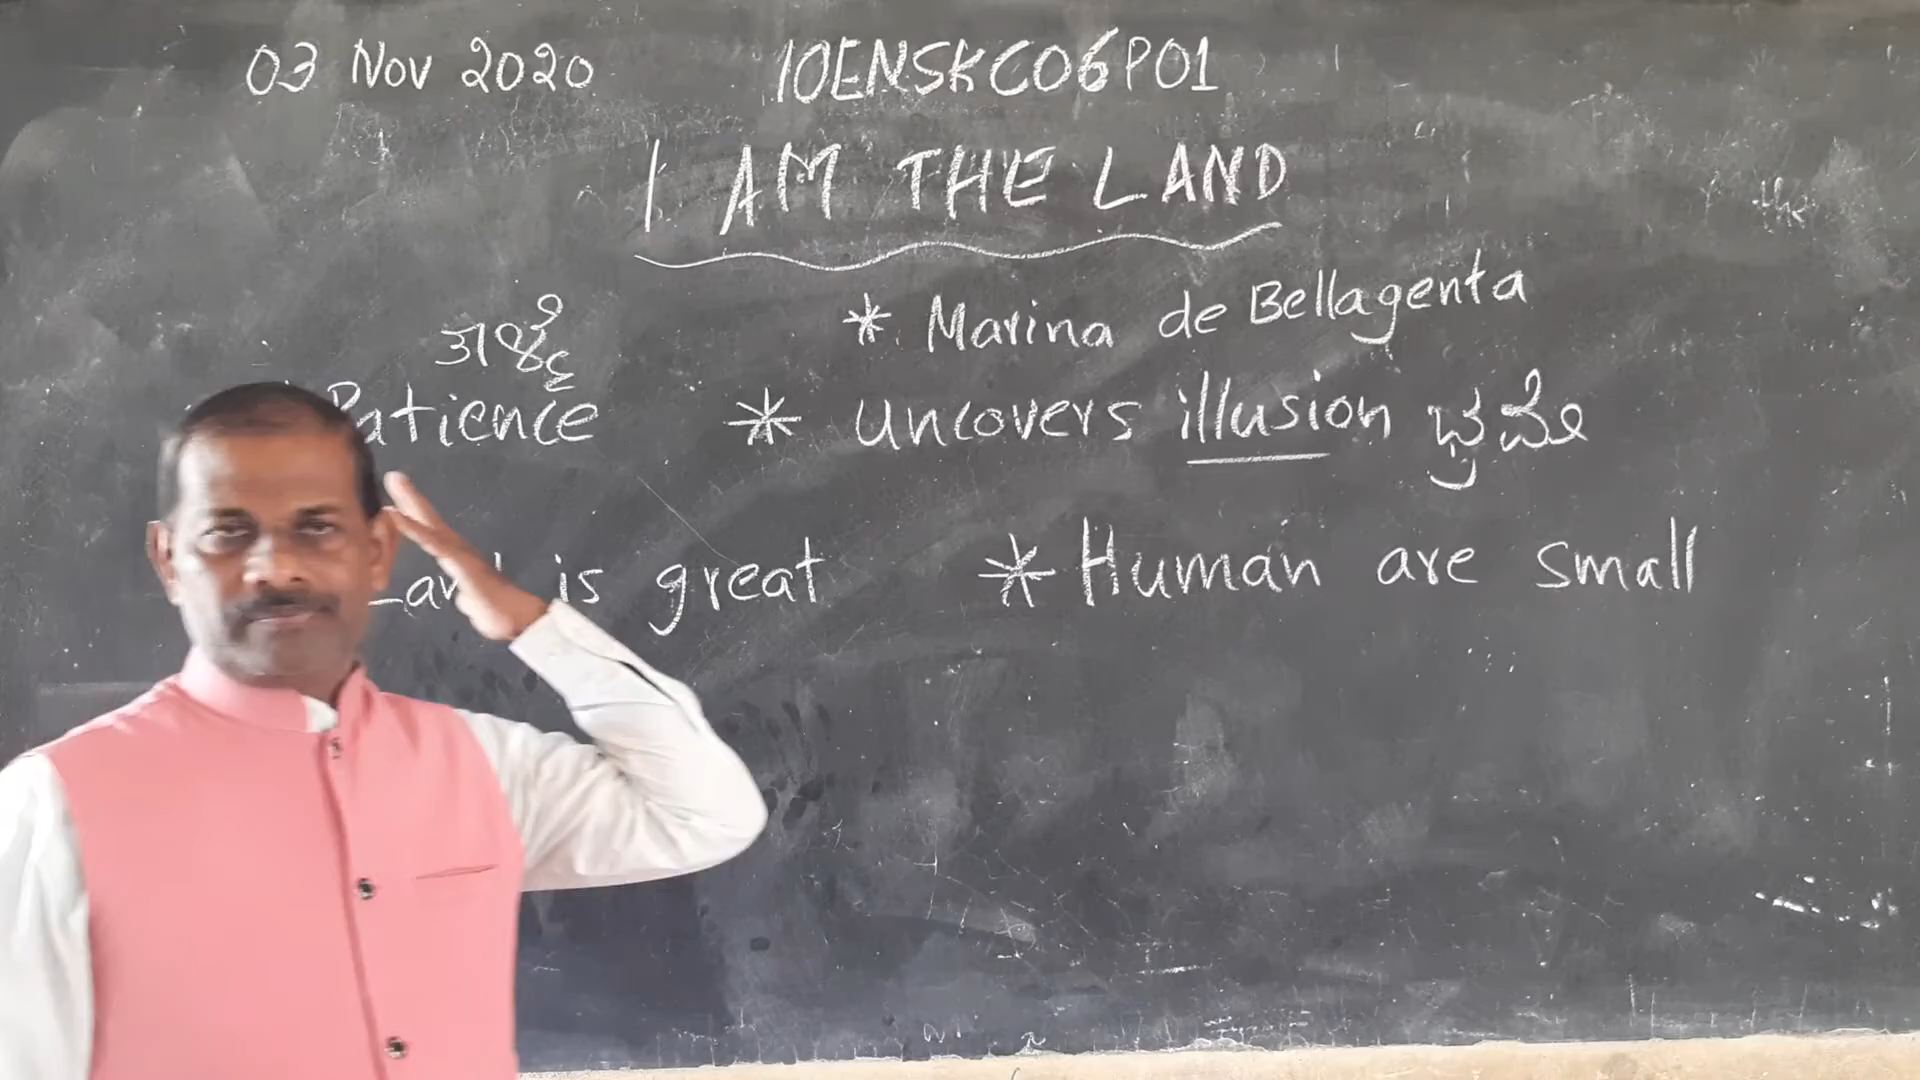 03 Nov 2020 10ENSKC06P01
I AM THE LAND
* Marina de Bellagenta
Patience * uncovers illusion ಭ್ರಮೇ
Land is great * Human are small